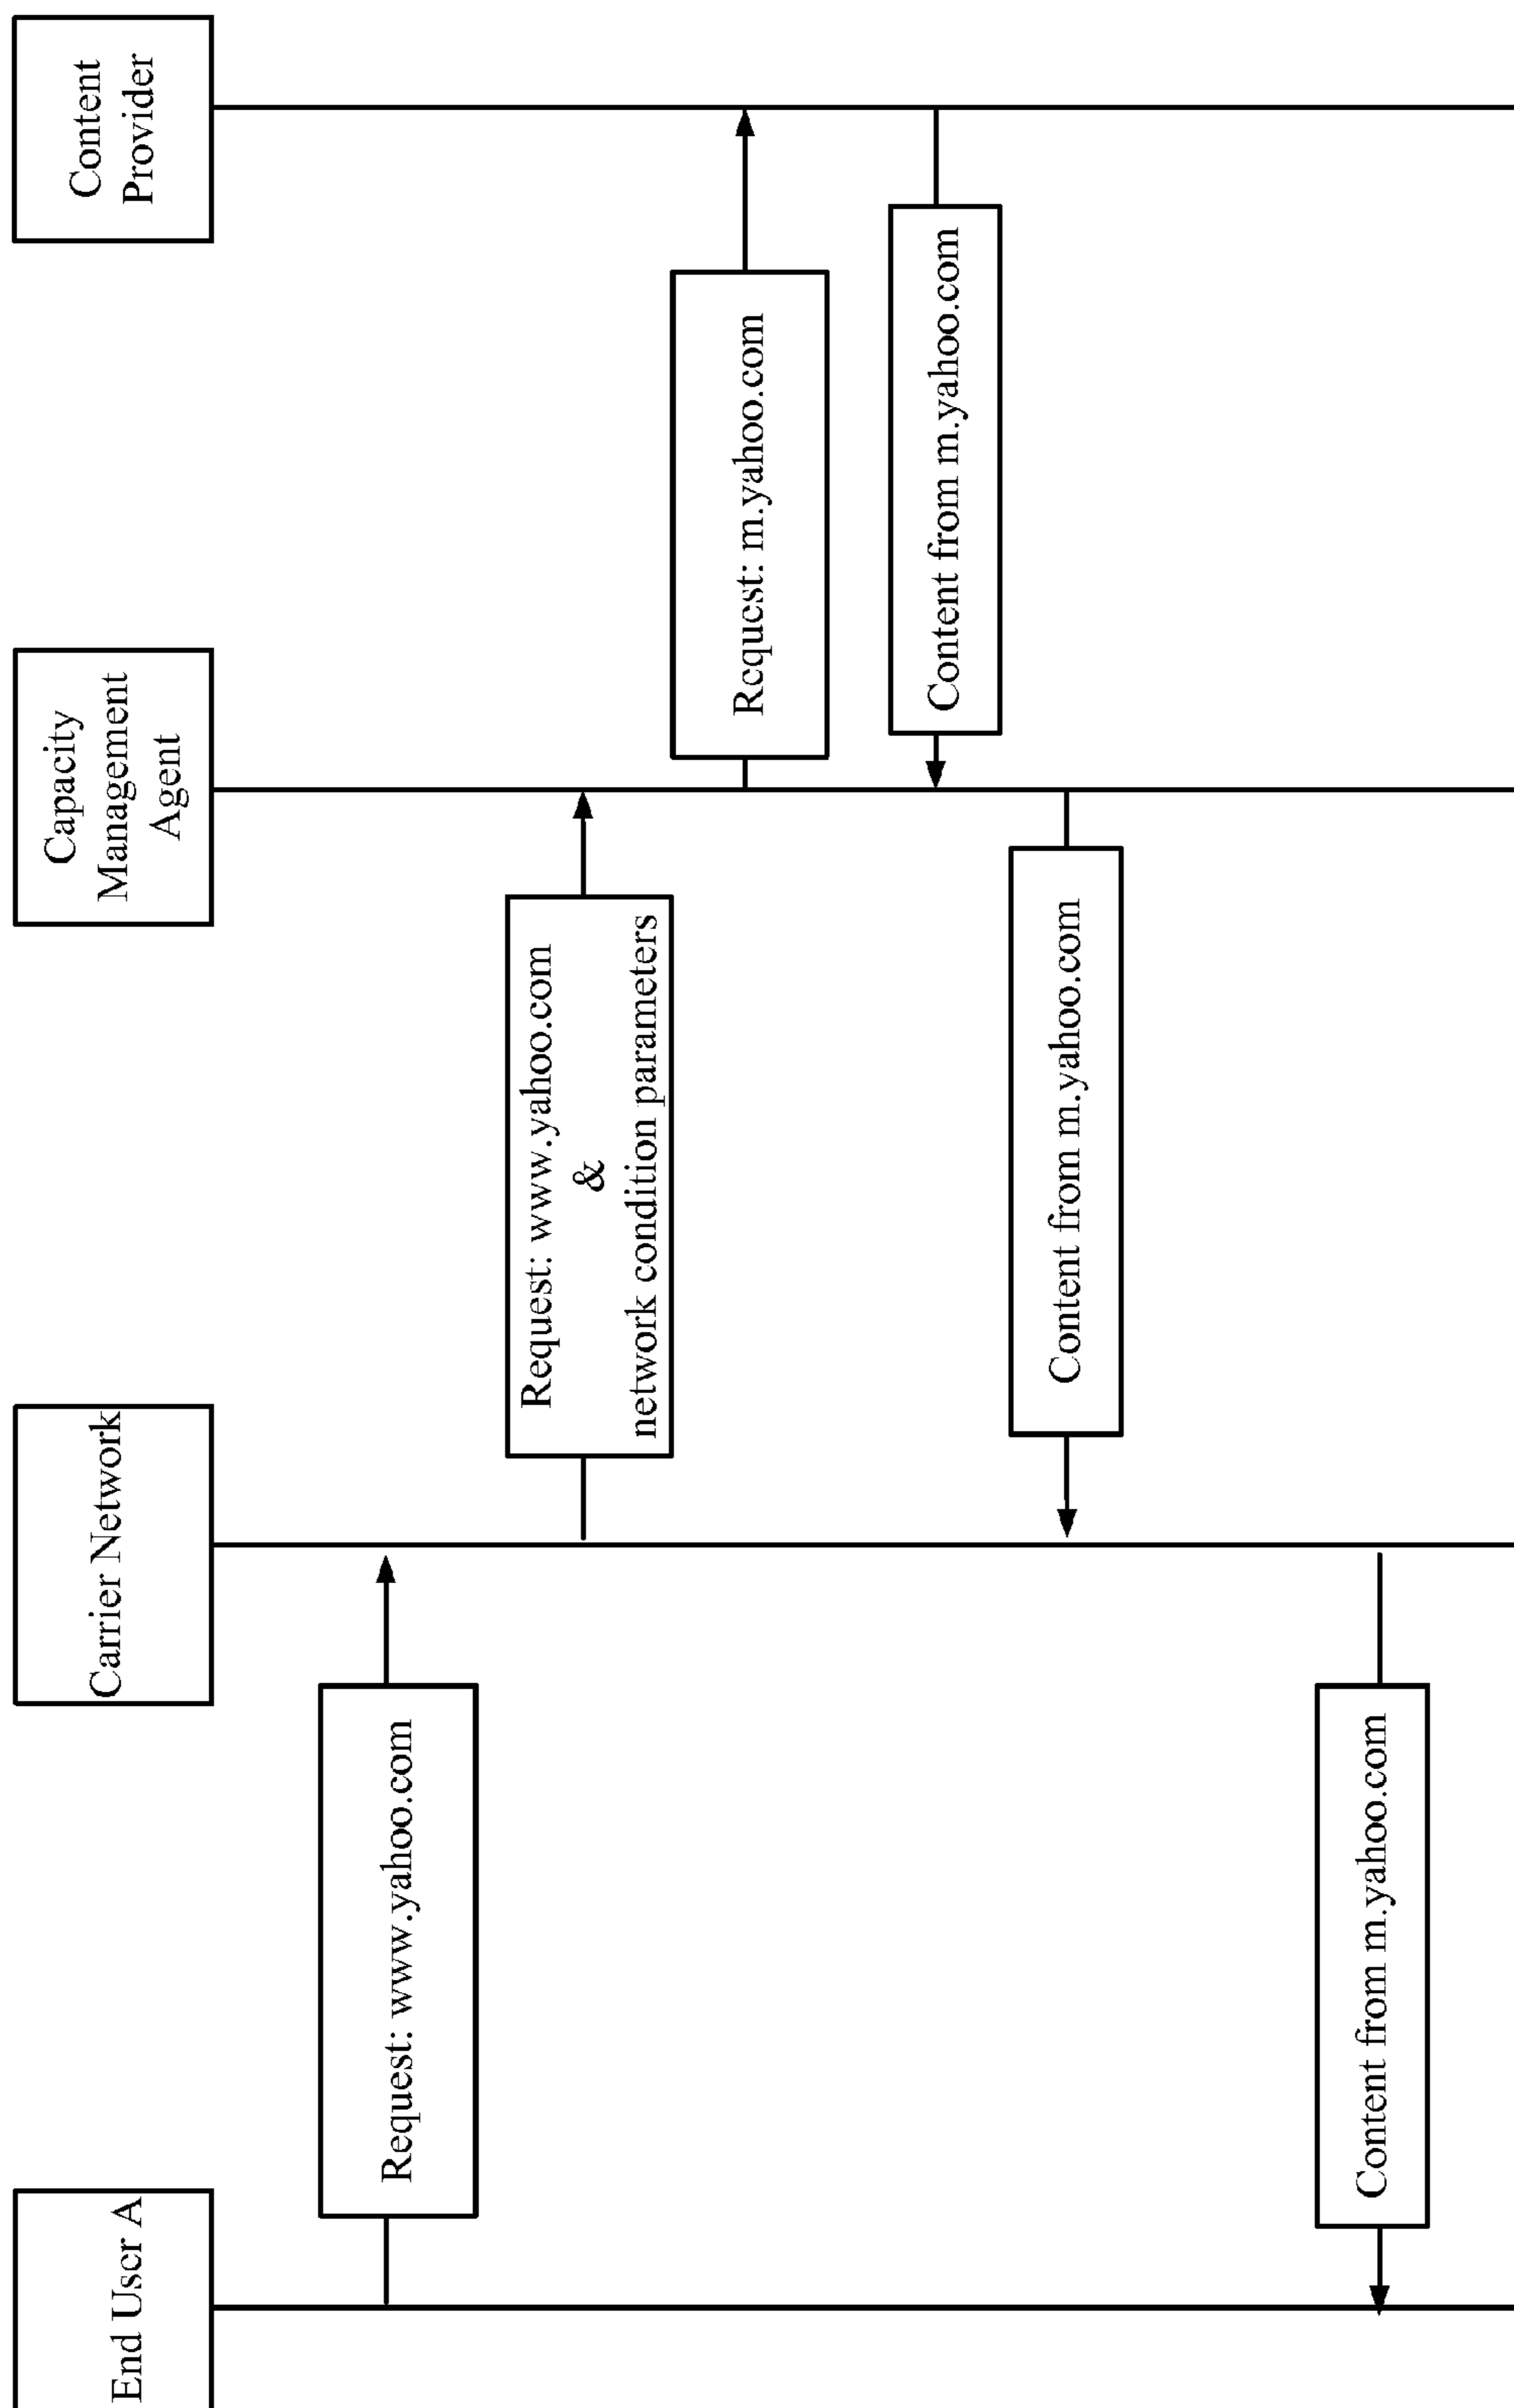 End User A
Carrier Network
Capacity
Management
Agent
Content
Provider
Request: www.yahoo.com
Request: www.yahoo.com
&
network condition parameters
Request: m.yahoo.com
Content from m.yahoo.com
Content from m.yahoo.com
Content from m.yahoo.com